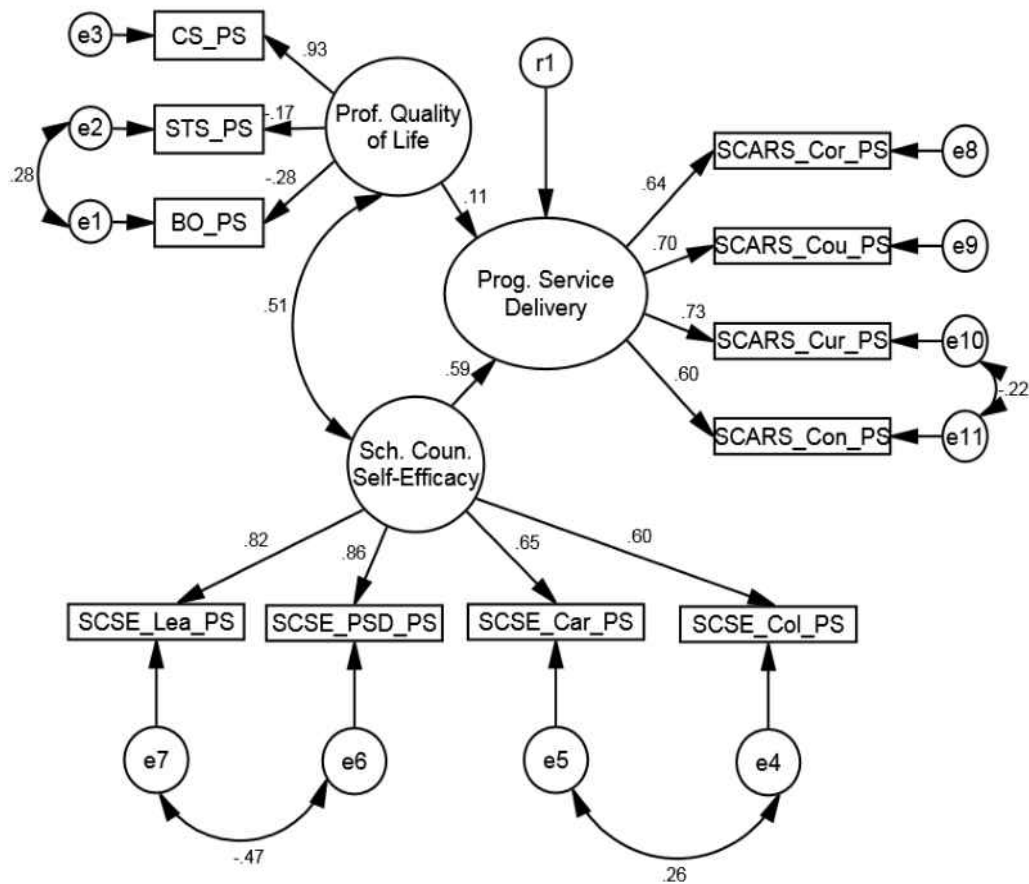 e3
CS_PS
.93
r1
Prof. Quality
of Life
e2
STS_PS
-.17
.28
-.28
e1
BO_PS
.11
SCARS_Cor_PS
e8
.64
SCARS_Cou_PS
e9
.70
Prog. Service
Delivery
.51
.73
SCARS_Cur_PS
e10
.59
.60
-.22
SCARS_Con_PS
e11
Sch. Coun.
Self-Efficacy
.82
.86
.65
.60
SCSE_Lea_PS
SCSE_PSD_PS
SCSE_Car_PS
SCSE_Col_PS
e7
e6
e5
e4
-.47
.26